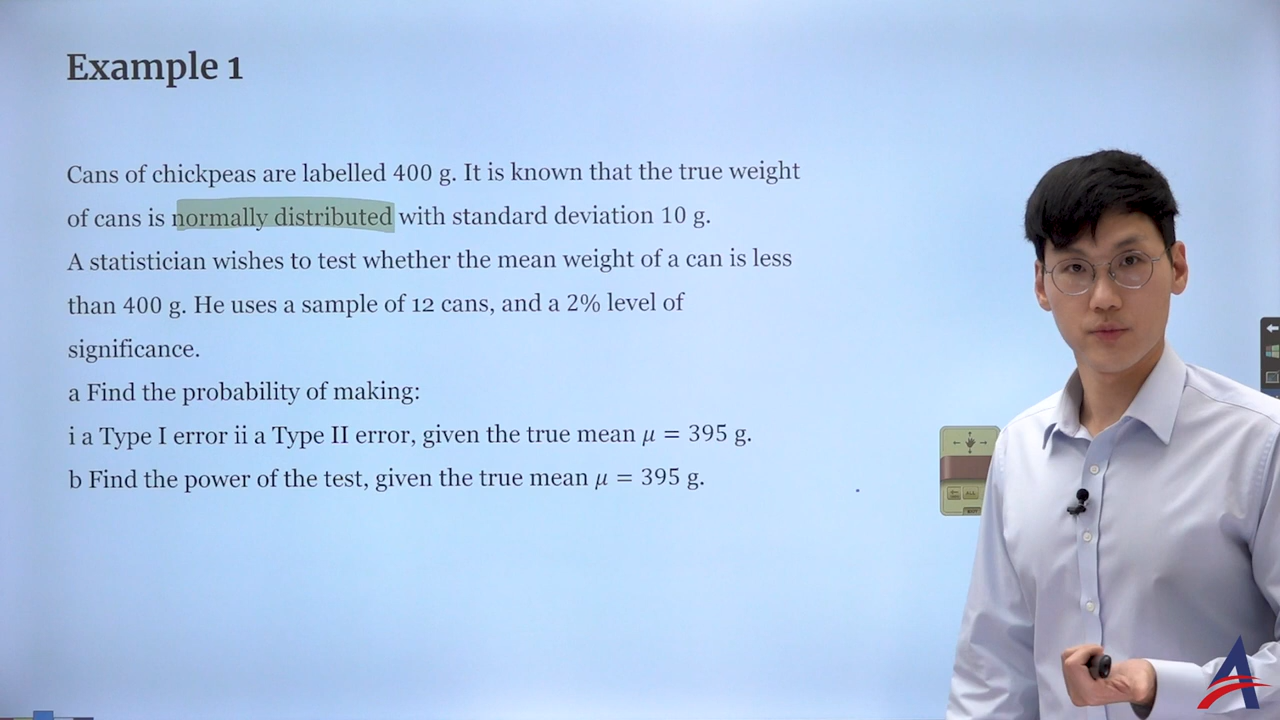 Example 1
Cans of chickpeas are labelled 400 g. It is known that the true weight
of cans is normally distributed with standard deviation 10 g.
A statistician wishes to test whether the mean weight of a can is less
than 400 g. He uses a sample of 12 cans, and a 2% level of
significance.
a Find the probability of making:
i a Type I error ii a Type II error, given the true mean μ = 395 g.
b Find the power of the test, given the true mean μ = 395 g.
ALL